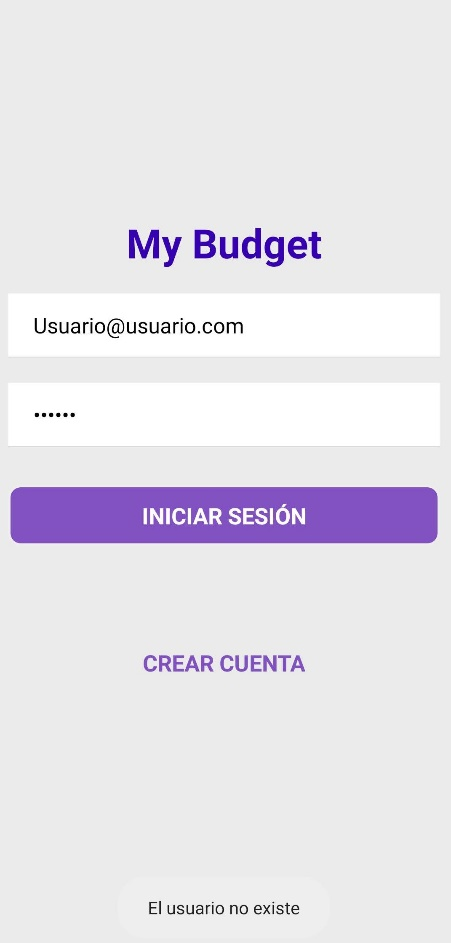 My Budget
Usuario@usuario.com
••••••
INICIAR SESIÓN
CREAR CUENTA
El usuario no existe